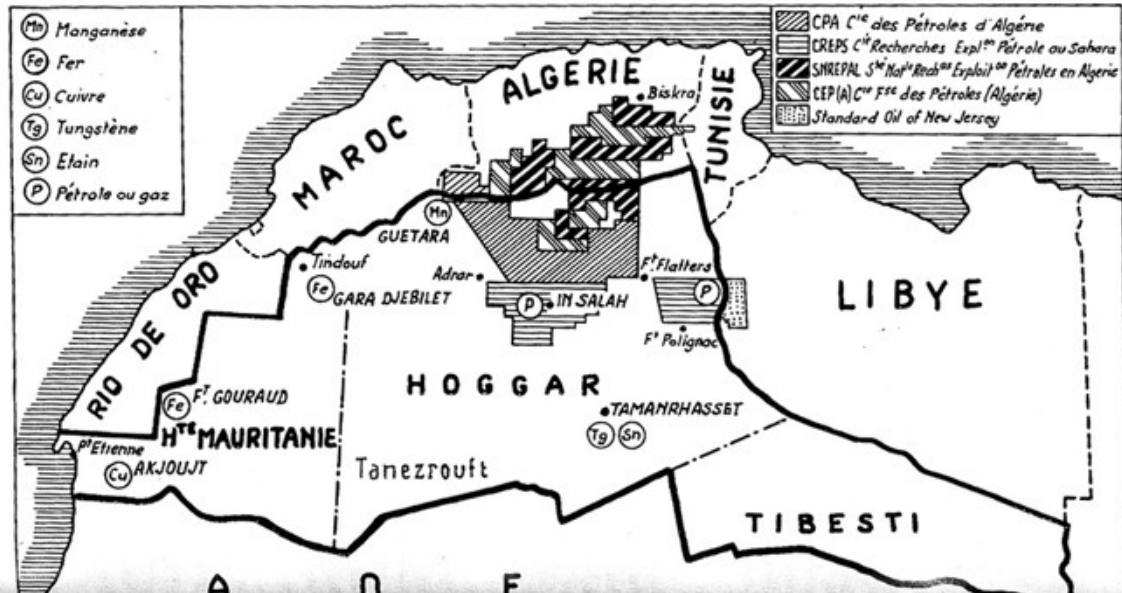 Mn Manganèse
Fe Fer
Cu Cuivre
Tg Tungstène
Sn Etain
P Pétrole ou gaz
CPA Cie des Pétroles d'Algérie
CREPS Cie Recherches Explon Pétrole au Sahara
SNREPAL Sté Natle Rechas Exploiton Pétroles en Algérie
CEP(A) Cie Fse des Pétroles (Algérie)
Standard Oil of New Jersey
ALGERIE
Biskra
TUNISIE
MAROC
Mn
GUETARA
Tindouf
Fe
GARA DJEBILET
Adrar
P
IN SALAH
Ft Flatters
P
Ft Polignac
LIBYE
RIO DE ORO
HOGGAR
Fe
FT GOURAUD
HTE MAURITANIE
Pt Etienne
Cu
AKJOUJT
TAMANRHASSET
Tg Sn
Tanezrouft
TIBESTI